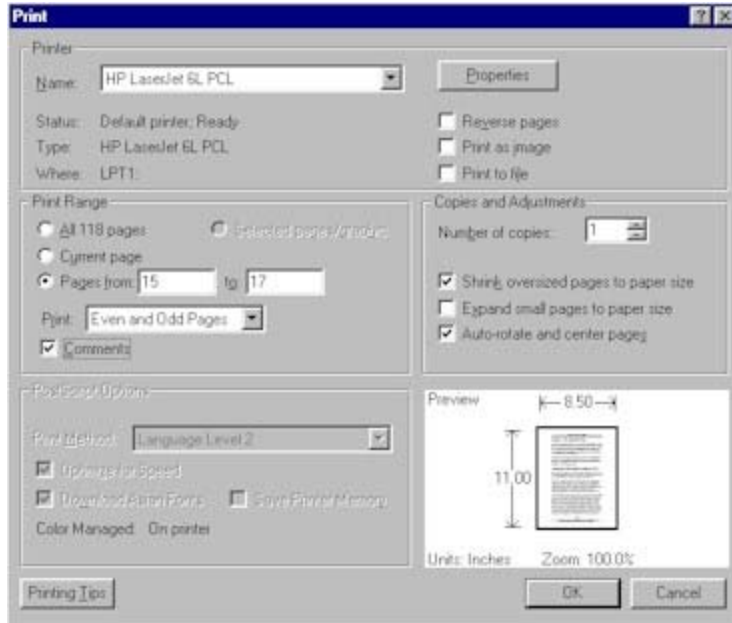 Print
Printer
Name: HP LaserJet 6L PCL
Properties
Status: Default printer; Ready
Type: HP LaserJet 6L PCL
Where: LPT1:
Reverse pages
Print as image
Print to file
Print Range
All 118 pages
Selected pages/graphic
Current page
Pages from: 15 to: 17
Print: Even and Odd Pages
Comments
Copies and Adjustments
Number of copies: 1
Shrink oversized pages to paper size
Expand small pages to paper size
Auto-rotate and center pages
PostScript Options
Print Method: Language Level 2
Optimize for Speed
Download Asian Fonts
Save Printer Memory
Color Managed: On printer
Preview
8.50
11.00
Units: Inches Zoom: 100.0%
Printing Tips
OK
Cancel